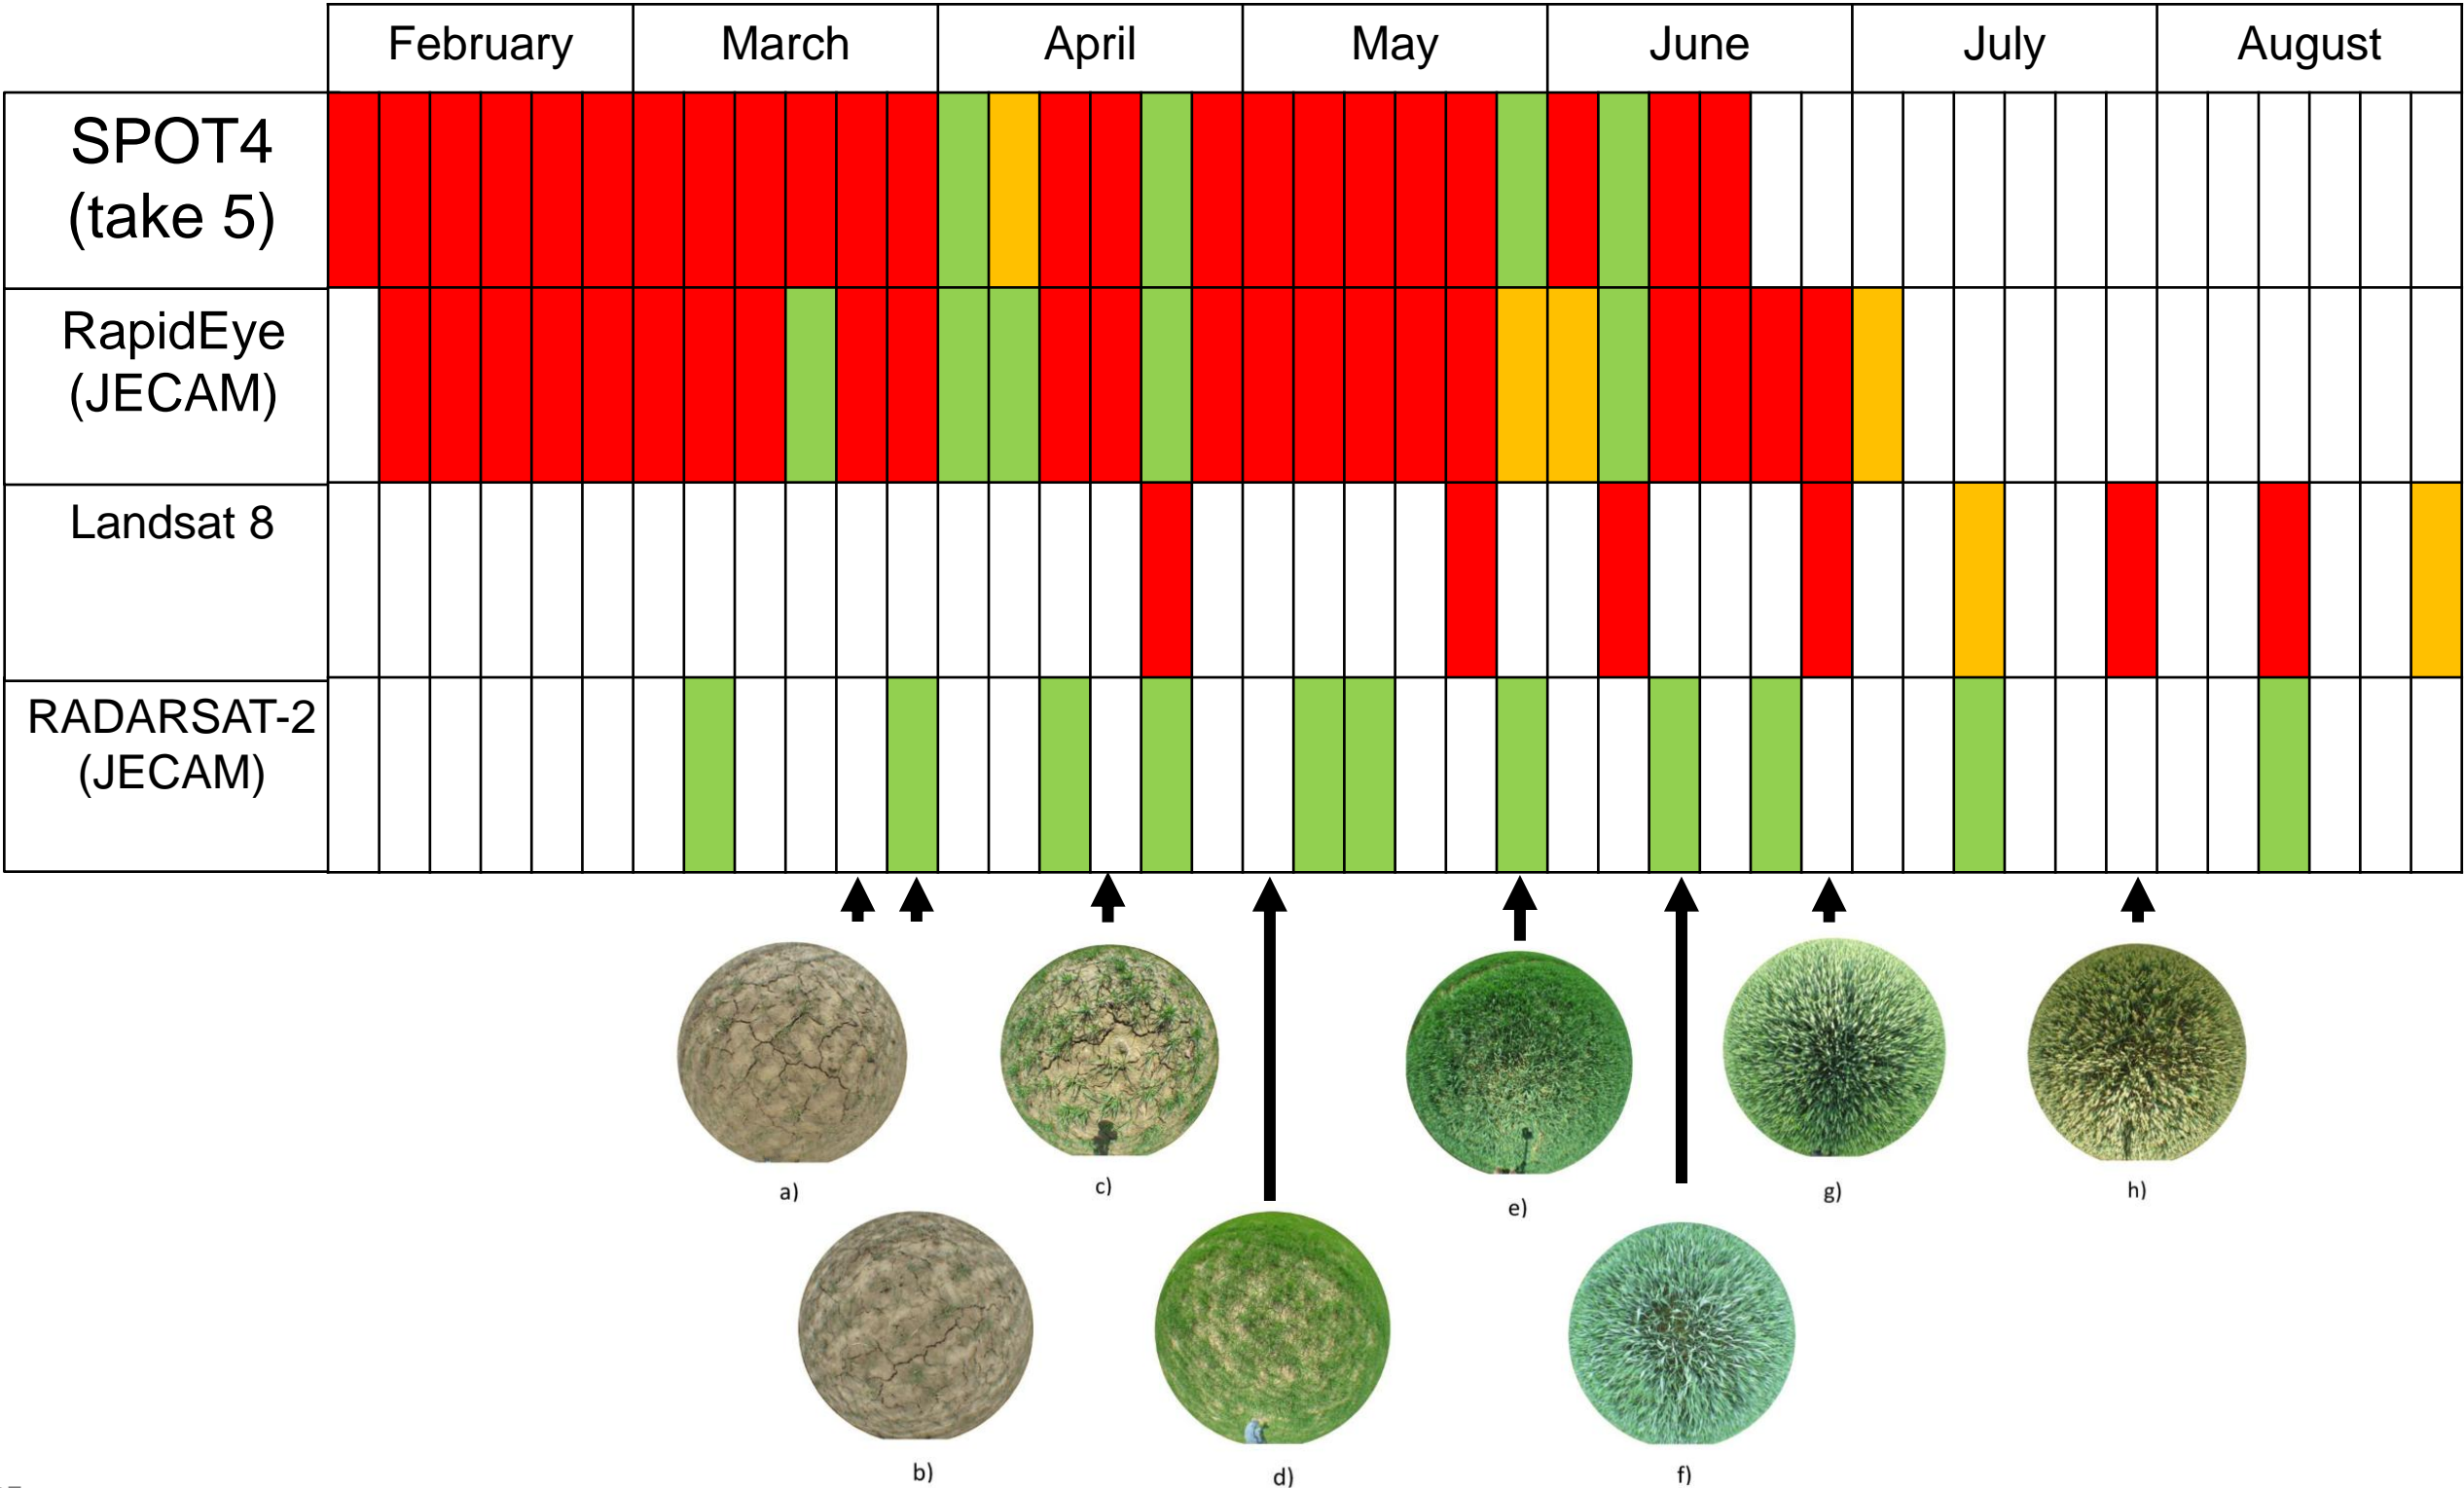 February March April May June July August
SPOT4
(take 5)
RapidEye
(JECAM)
Landsat 8
RADARSAT-2
(JECAM)
a)
c)
e)
g)
h)
b)
d)
f)